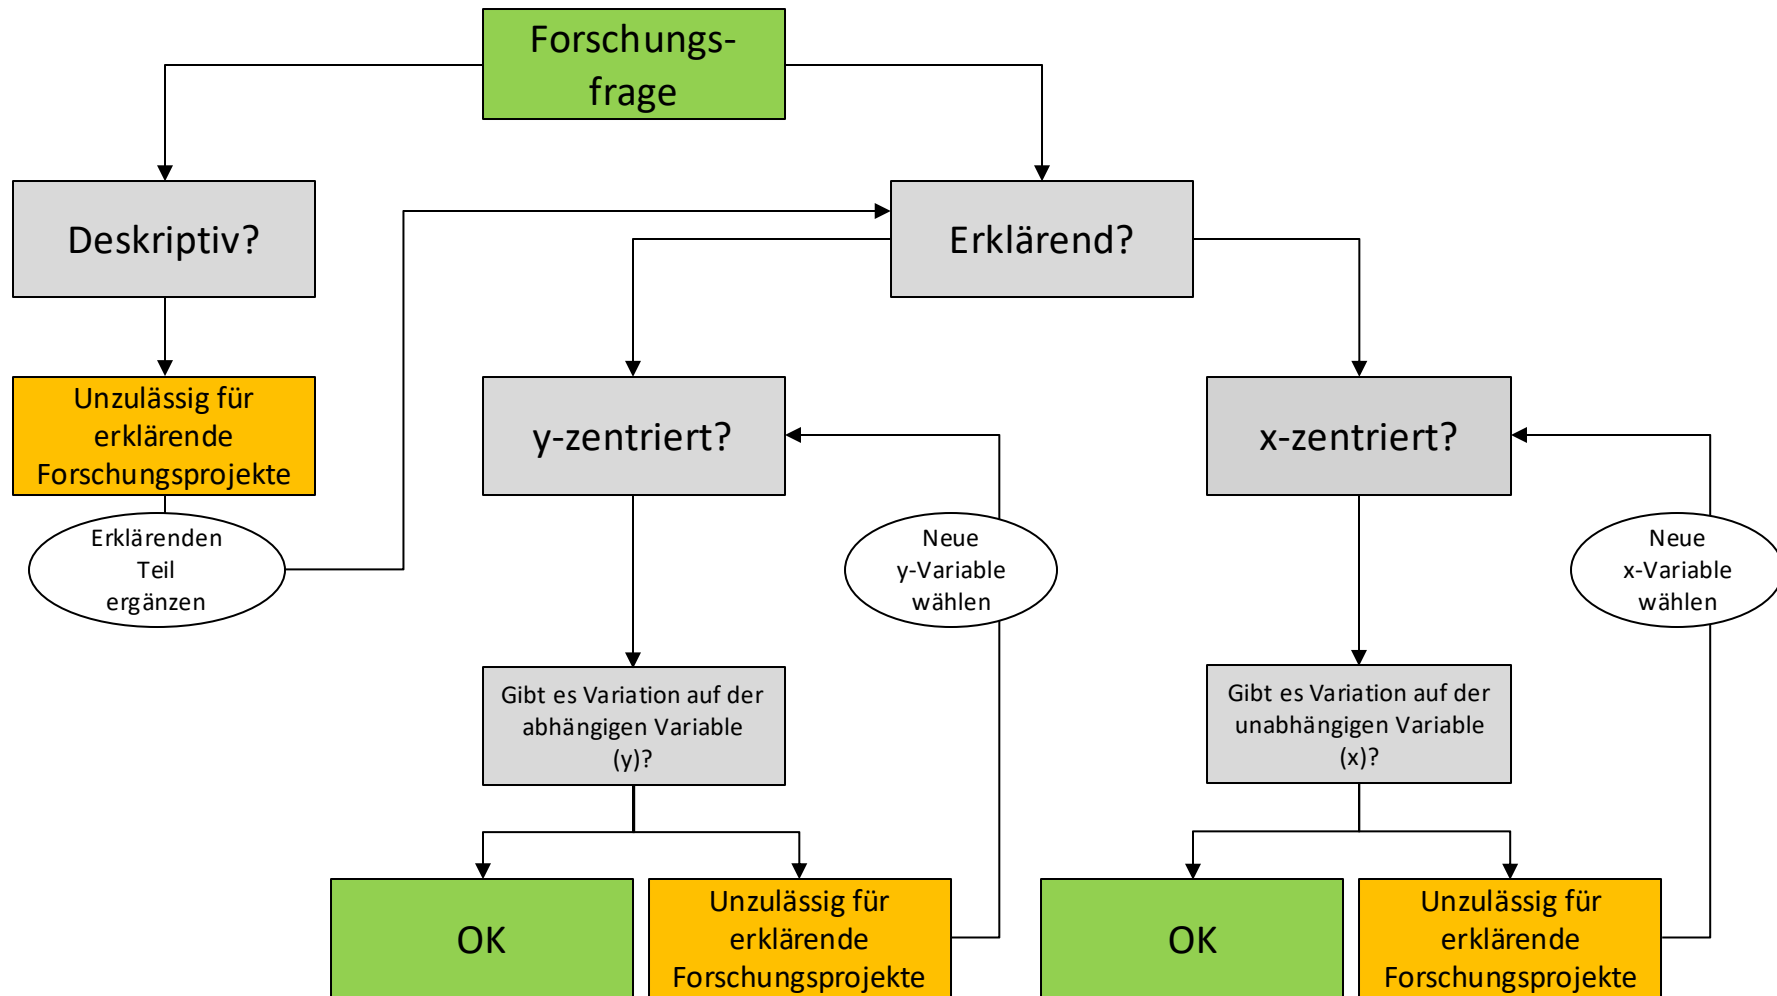 Forschungs-
frage
Deskriptiv?
Erklärend?
Unzulässig für
erklärende
Forschungsprojekte
y-zentriert?
x-zentriert?
Erklärenden
Teil
ergänzen
Neue
y-Variable
wählen
Neue
x-Variable
wählen
Gibt es Variation auf der
abhängigen Variable
(y)?
Gibt es Variation auf der
unabhängigen Variable
(x)?
OK
Unzulässig für
erklärende
Forschungsprojekte
OK
Unzulässig für
erklärende
Forschungsprojekte